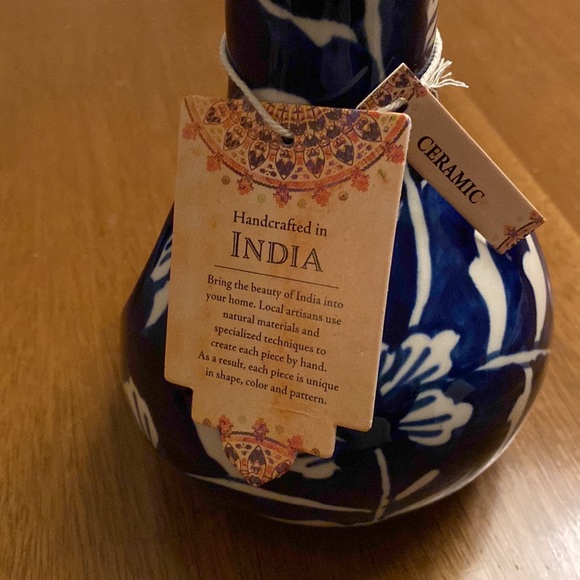 Handcrafted in
INDIA
Bring the beauty of India into
your home. Local artisans use
natural materials and
specialized techniques to
create each piece by hand.
As a result, each piece is unique
in shape, color and pattern.
CERAMIC